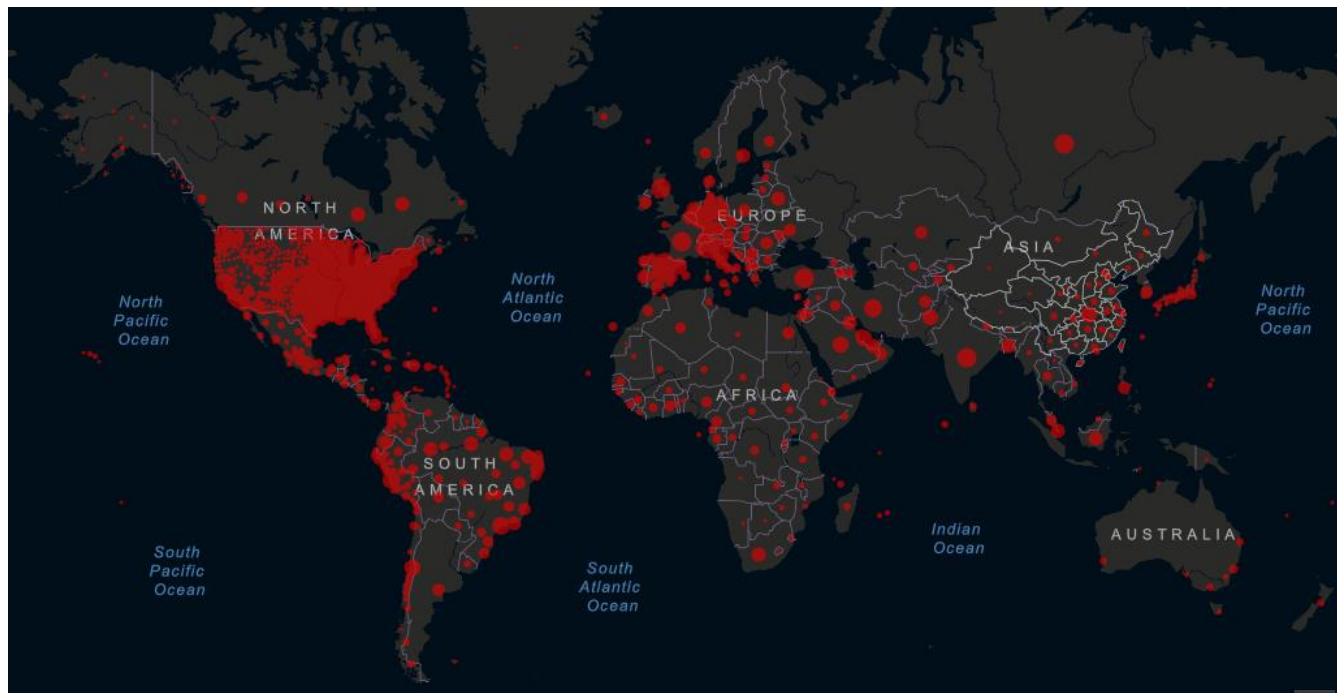 NORTH
AMERICA
EUROPE
ASIA
North
Pacific
Ocean
North
Atlantic
Ocean
North
Pacific
Ocean
AFRICA
SOUTH
AMERICA
Indian
Ocean
AUSTRALIA
South
Pacific
Ocean
South
Atlantic
Ocean